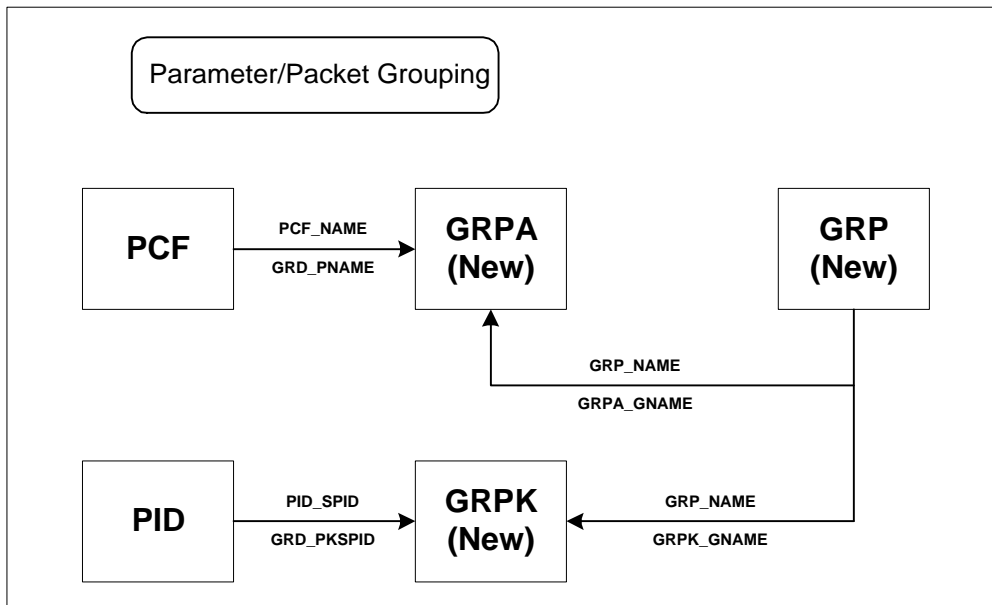 Parameter/Packet Grouping
PCF
PCF_NAME
GRD_PNAME
GRPA
(New)
GRP
(New)
GRP_NAME
GRPA_GNAME
PID
PID_SPID
GRD_PKSPID
GRPK
(New)
GRP_NAME
GRPK_GNAME